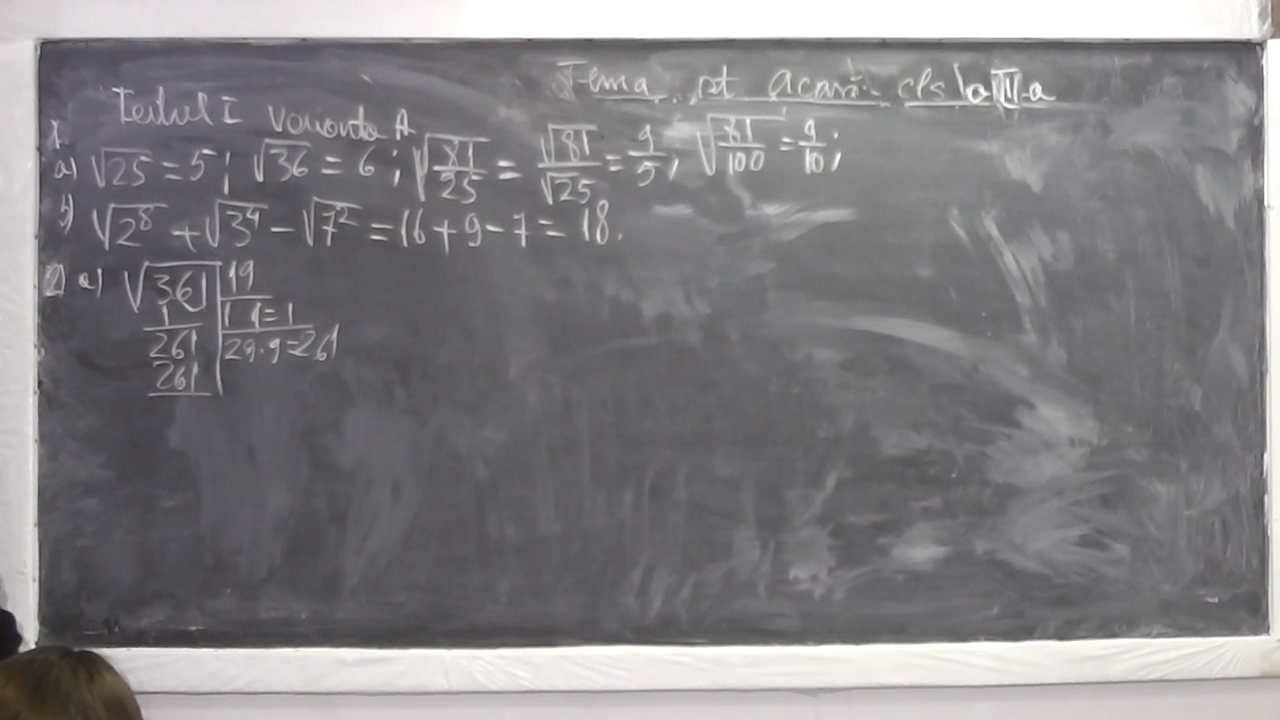 Tema pt acasă cls a VII-a
Testul I varianta A
1.
a) √25 = 5; √36 = 6; √(81/25) = √81/√25 = 9/5; √(81/100) = 9/10;
b) √2⁸ + √3⁴ - √7² = 16 + 9 - 7 = 18.
2) a) √361 | 19
1 | 1 1 = 1
261 | 29·9=261
261